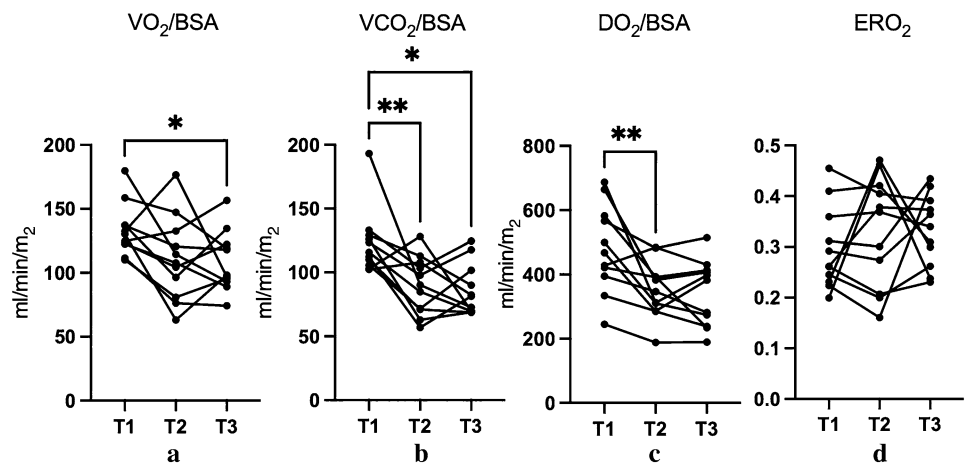 VO₂/BSA
VCO₂/BSA
DO₂/BSA
ERO₂
*
**
*
**
ml/min/m₂
200
150
100
50
0
T1 T2 T3
a
ml/min/m₂
200
150
100
50
0
T1 T2 T3
b
ml/min/m₂
800
600
400
200
0
T1 T2 T3
c
0.5
0.4
0.3
0.2
0.1
0.0
T1 T2 T3
d